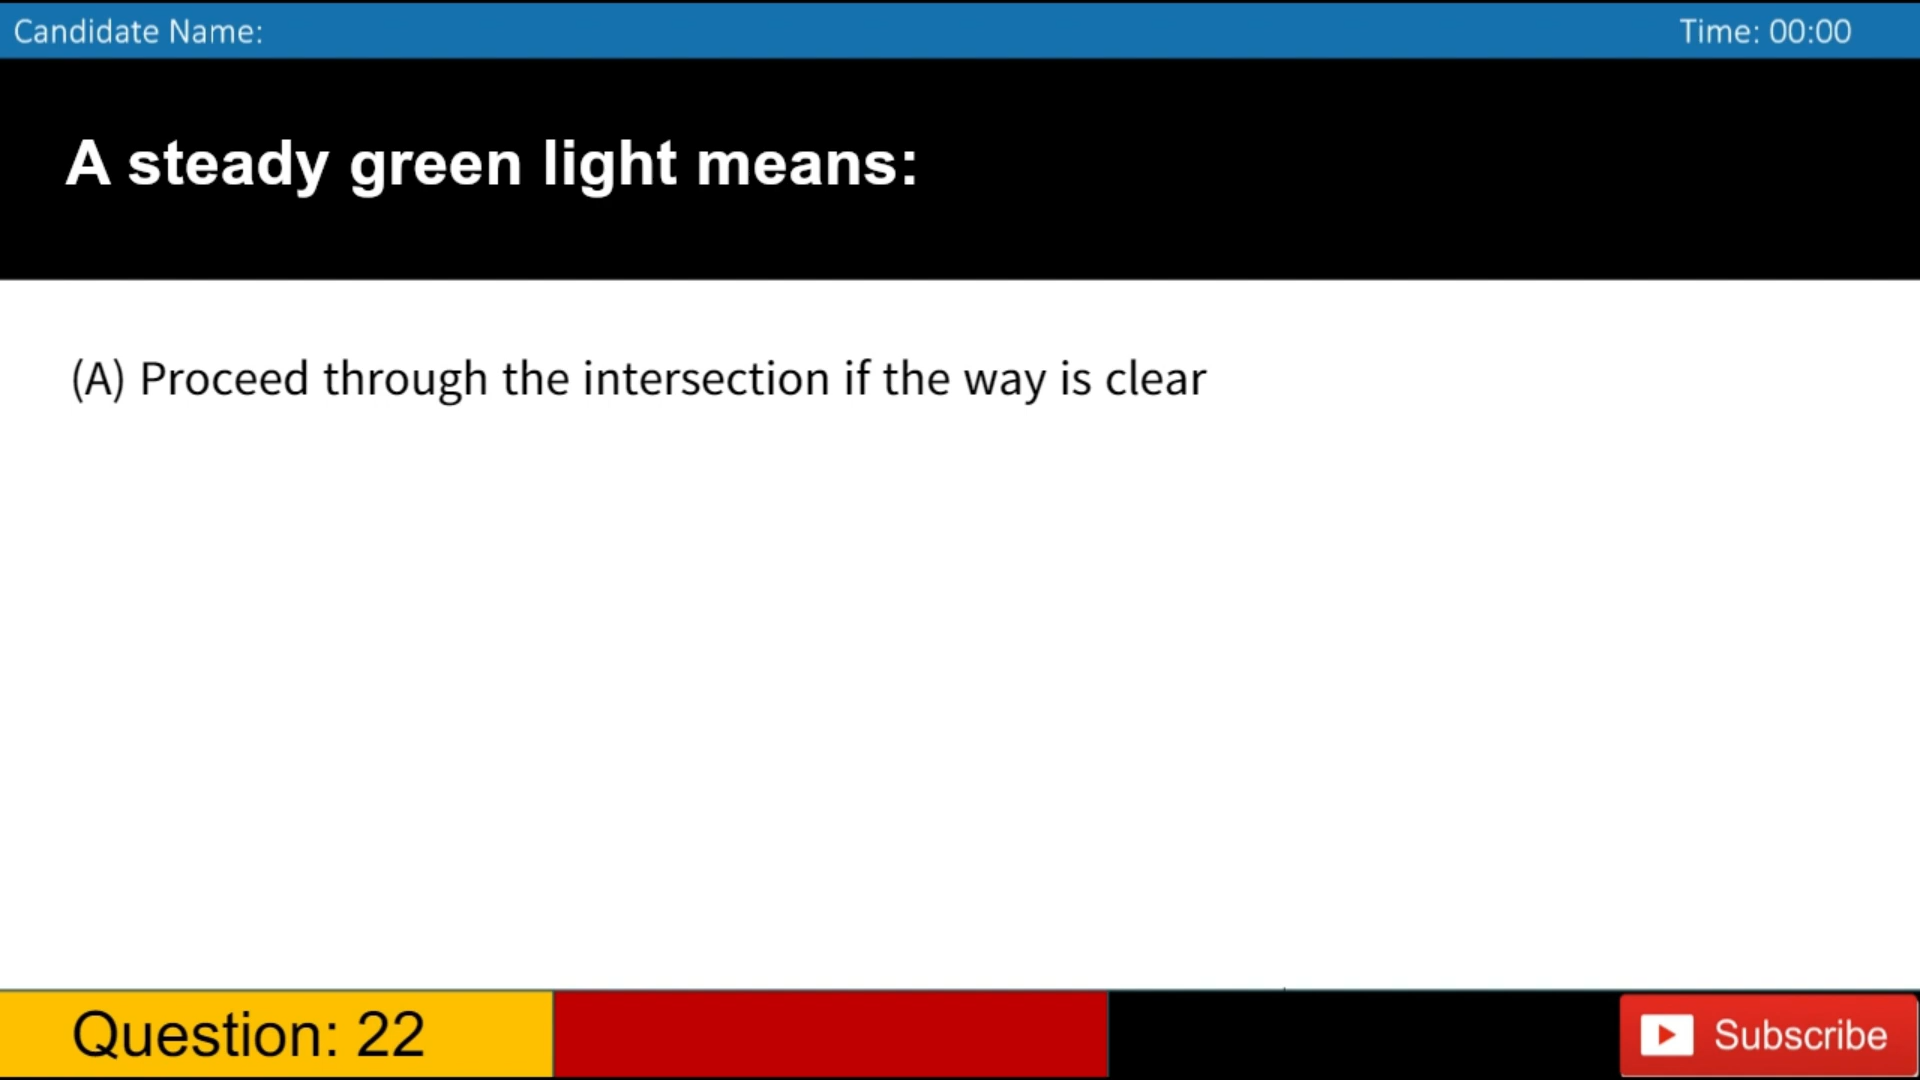 Candidate Name:
Time: 00:00
A steady green light means:
(A) Proceed through the intersection if the way is clear
Question: 22
Subscribe